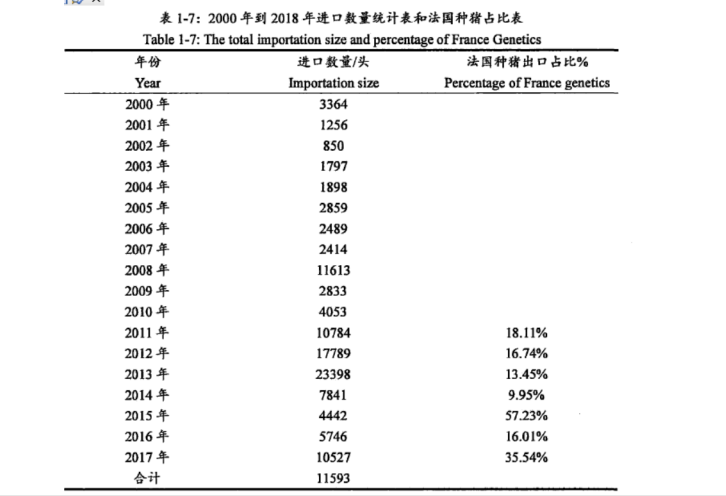 表 1-7：2000 年到 2018 年进口数量统计表和法国种猪占比表
Table 1-7: The total importation size and percentage of France Genetics
年份 进口数量/头 法国种猪出口占比%
Year Importation size Percentage of France genetics
2000 年 3364
2001 年 1256
2002 年 850
2003 年 1797
2004 年 1898
2005 年 2859
2006 年 2489
2007 年 2414
2008 年 11613
2009 年 2833
2010 年 4053
2011 年 10784 18.11%
2012 年 17789 16.74%
2013 年 23398 13.45%
2014 年 7841 9.95%
2015 年 4442 57.23%
2016 年 5746 16.01%
2017 年 10527 35.54%
合计 11593